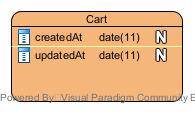 Cart
createdAt date(11) N
updatedAt date(11) N
Powered By Visual Paradigm Community E